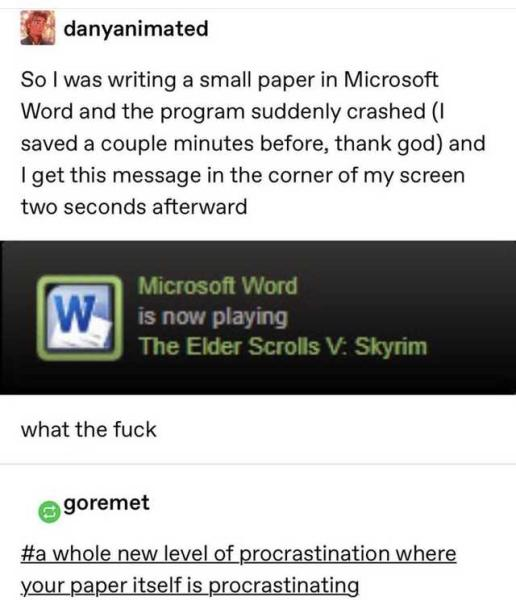 danyanimated
So I was writing a small paper in Microsoft
Word and the program suddenly crashed (I
saved a couple minutes before, thank god) and
I get this message in the corner of my screen
two seconds afterward
W
Microsoft Word
is now playing
The Elder Scrolls V: Skyrim
what the fuck
goremet
#a whole new level of procrastination where
your paper itself is procrastinating